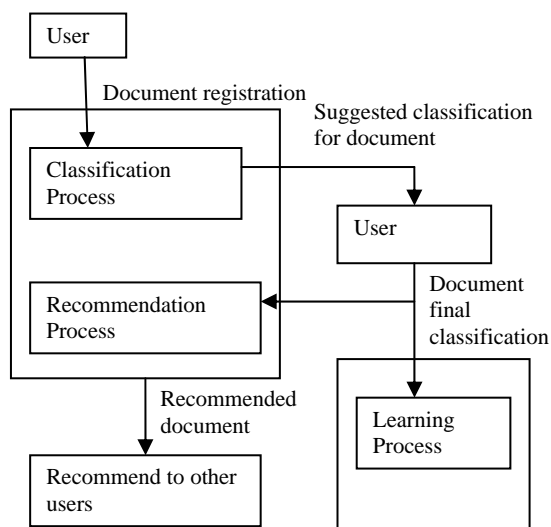 User
Document registration
Suggested classification
for document
Classification
Process
User
Document
final
classification
Recommendation
Process
Recommended
document
Learning
Process
Recommend to other
users